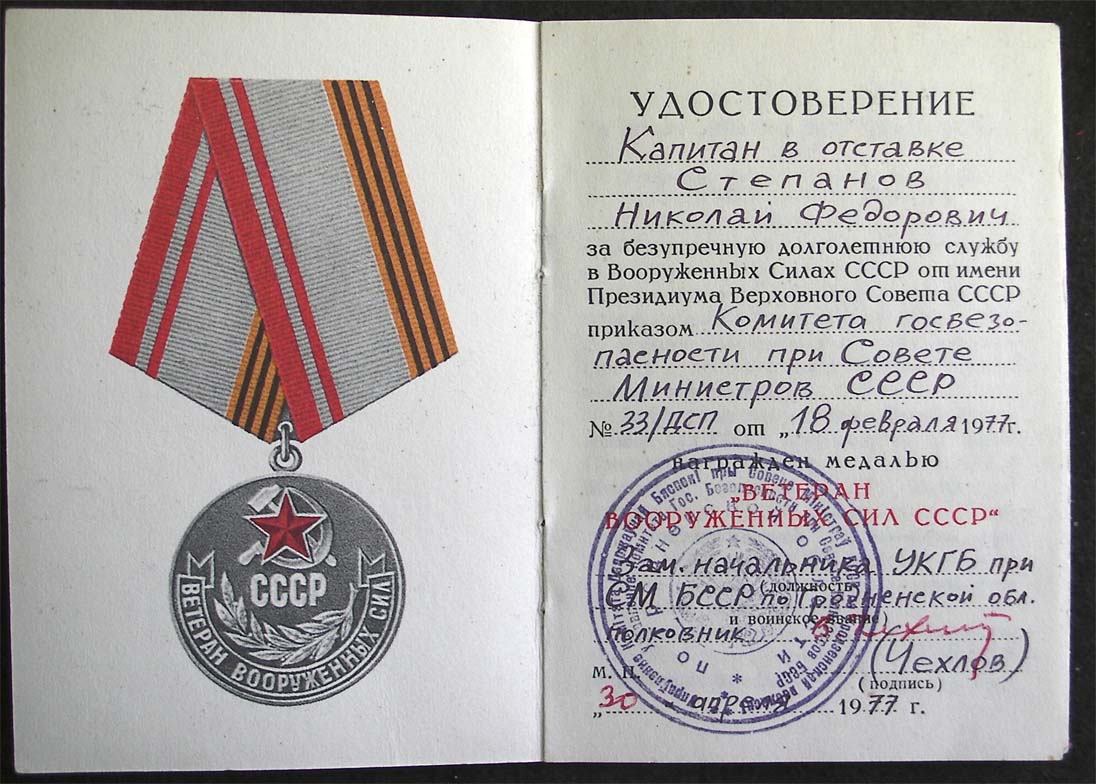 СССР
ВЕТЕРАН ВООРУЖЕННЫХ СИЛ
УДОСТОВЕРЕНИЕ
Капитан в отставке
Степанов
Николай Федорович
за безупречную долголетнюю службу
в Вооруженных Силах СССР от имени
Президиума Верховного Совета СССР
приказом Комитета госбезо-
пасности при Совете
Министров СССР
№ 33/ДСП от „18 февраля 1977г.
награжден медалью
„ВЕТЕРАН
ВООРУЖЕННЫХ СИЛ СССР“
Зам. начальника УКГБ при
(должность
СМ БССР по Гродненской обл.
и воинское звание)
полковник
(Чехлов)
М. П.
(подпись)
„30 апреля 1977 г.